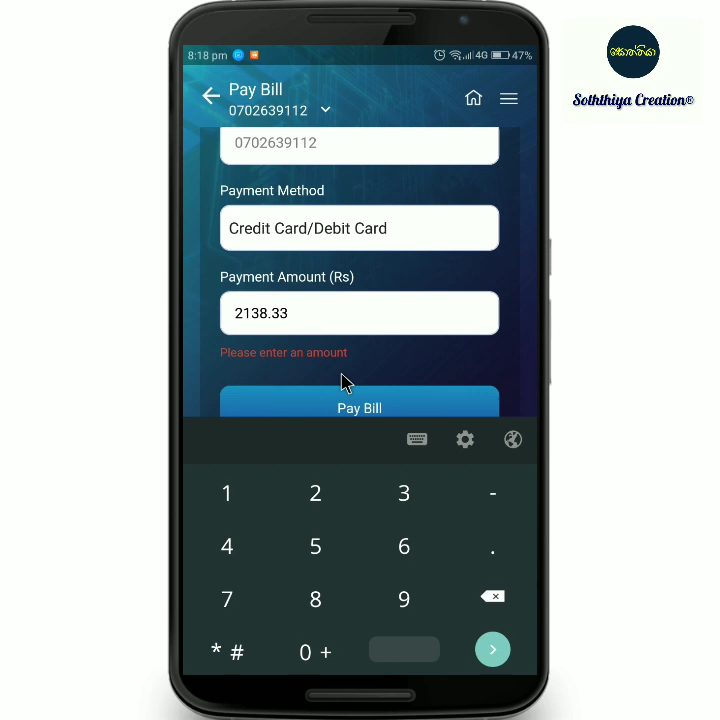 8:18 pm 4G 47%
සොත්තියා
Soththiya Creation®
Pay Bill
0702639112
0702639112
Payment Method
Credit Card/Debit Card
Payment Amount (Rs)
2138.33
Please enter an amount
Pay Bill
1 2 3 -
4 5 6 .
7 8 9
* # 0 +